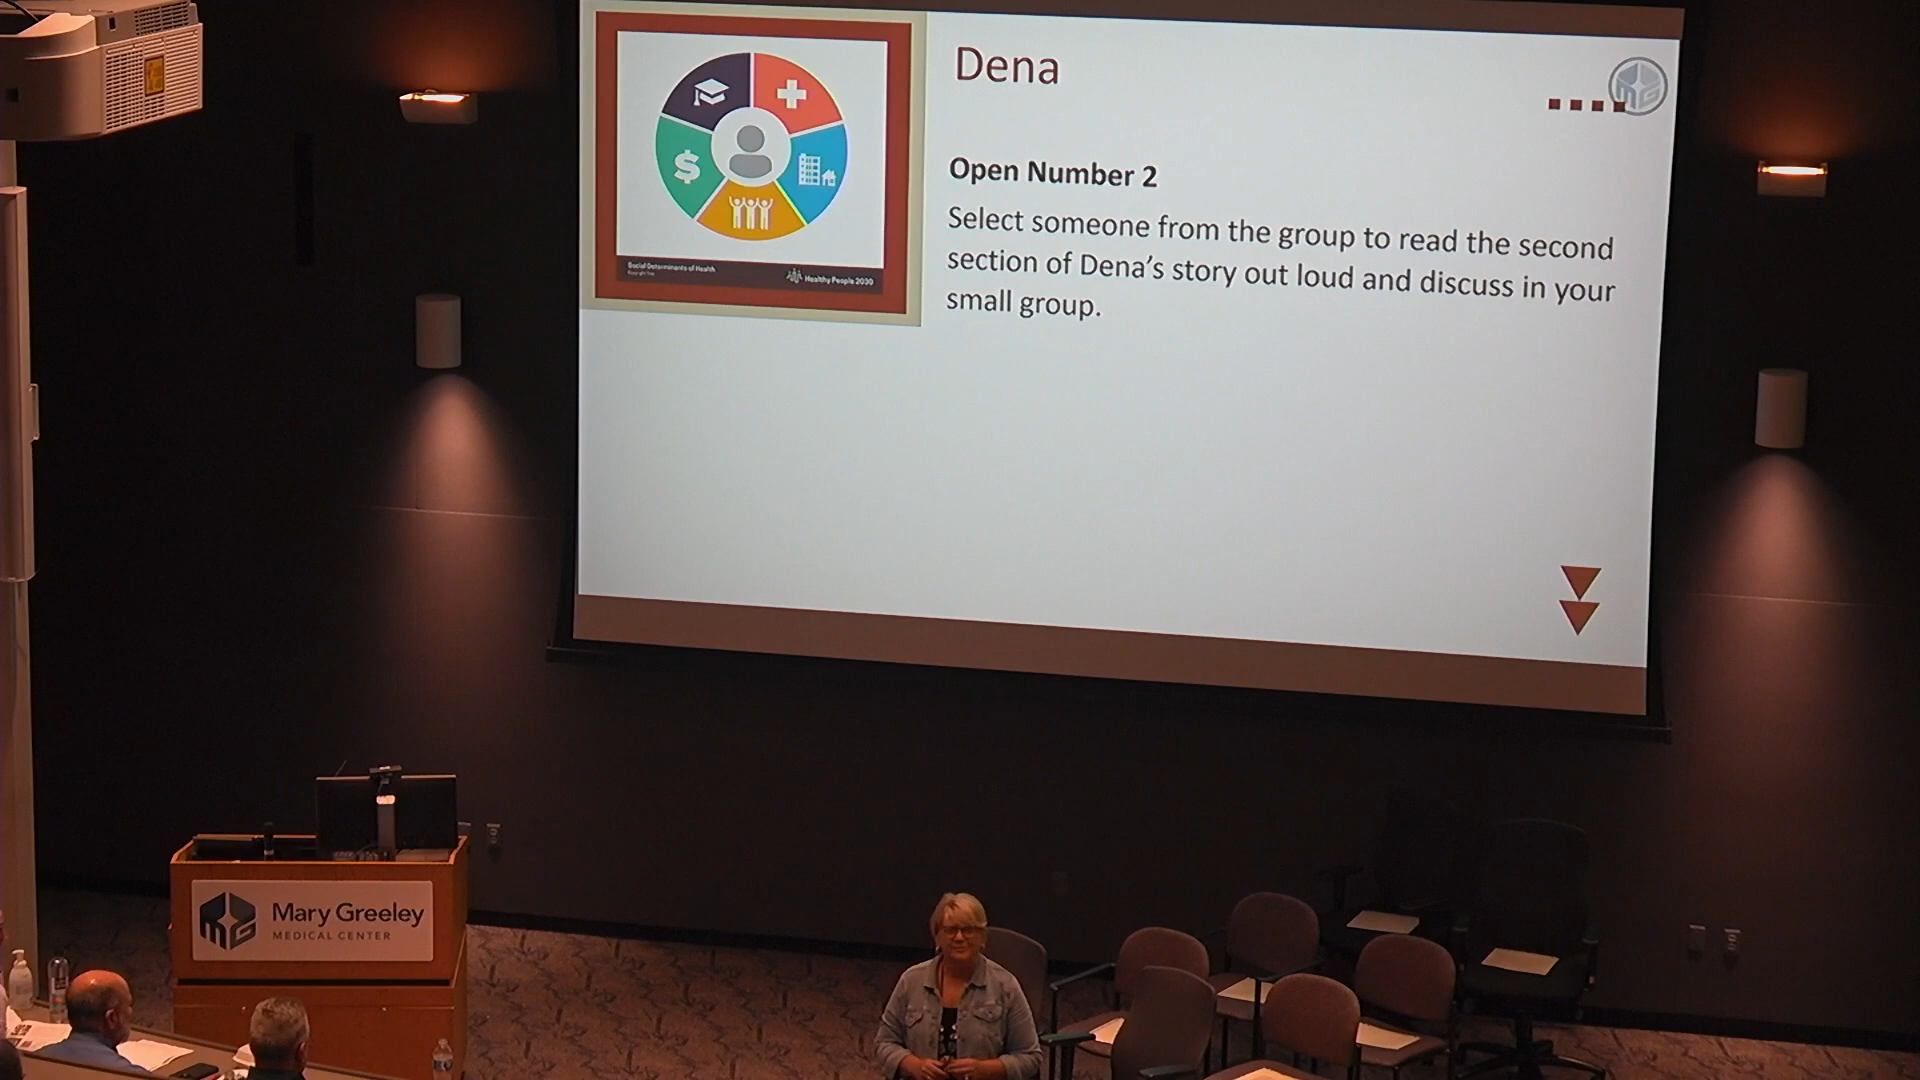 Dena
Open Number 2
Select someone from the group to read the second
section of Dena's story out loud and discuss in your
small group.
Social Determinants of Health
Healthy People 2030
MG
Mary Greeley
MEDICAL CENTER